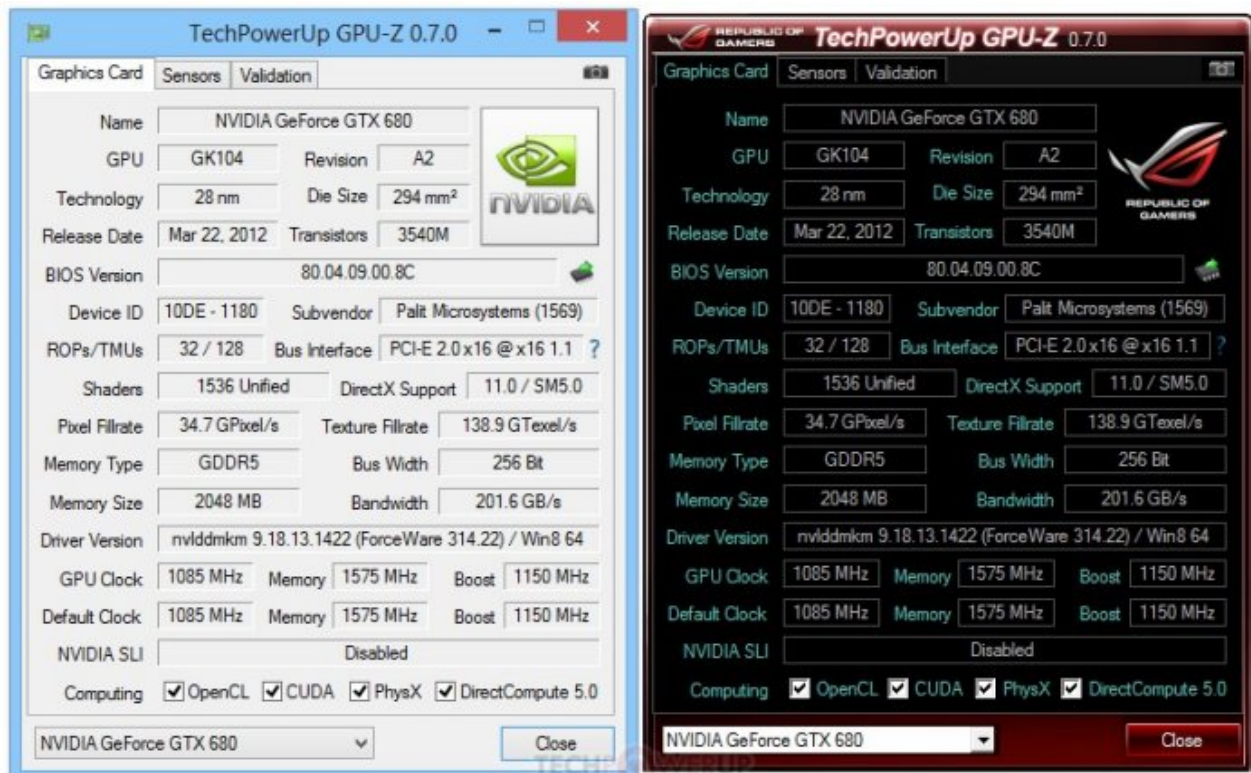 TechPowerUp GPU-Z 0.7.0
Graphics Card Sensors Validation
Name NVIDIA GeForce GTX 680
GPU GK104 Revision A2
Technology 28 nm Die Size 294 mm²
NVIDIA
Release Date Mar 22, 2012 Transistors 3540M
BIOS Version 80.04.09.00.8C
Device ID 10DE - 1180 Subvendor Palit Microsystems (1569)
ROPs/TMUs 32 / 128 Bus Interface PCI-E 2.0 x16 @ x16 1.1 ?
Shaders 1536 Unified DirectX Support 11.0 / SM5.0
Pixel Fillrate 34.7 GPixel/s Texture Fillrate 138.9 GTexel/s
Memory Type GDDR5 Bus Width 256 Bit
Memory Size 2048 MB Bandwidth 201.6 GB/s
Driver Version nvlddmkm 9.18.13.1422 (ForceWare 314.22) / Win8 64
GPU Clock 1085 MHz Memory 1575 MHz Boost 1150 MHz
Default Clock 1085 MHz Memory 1575 MHz Boost 1150 MHz
NVIDIA SLI Disabled
Computing OpenCL CUDA PhysX DirectCompute 5.0
NVIDIA GeForce GTX 680 Close
REPUBLIC OF
GAMERS
TechPowerUp GPU-Z 0.7.0
Graphics Card Sensors Validation
Name NVIDIA GeForce GTX 680
GPU GK104 Revision A2
Technology 28 nm Die Size 294 mm²
REPUBLIC OF
GAMERS
Release Date Mar 22, 2012 Transistors 3540M
BIOS Version 80.04.09.00.8C
Device ID 10DE - 1180 Subvendor Palit Microsystems (1569)
ROPs/TMUs 32 / 128 Bus Interface PCI-E 2.0 x16 @ x16 1.1 ?
Shaders 1536 Unified DirectX Support 11.0 / SM5.0
Pixel Fillrate 34.7 GPixel/s Texture Fillrate 138.9 GTexel/s
Memory Type GDDR5 Bus Width 256 Bit
Memory Size 2048 MB Bandwidth 201.6 GB/s
Driver Version nvlddmkm 9.18.13.1422 (ForceWare 314.22) / Win8 64
GPU Clock 1085 MHz Memory 1575 MHz Boost 1150 MHz
Default Clock 1085 MHz Memory 1575 MHz Boost 1150 MHz
NVIDIA SLI Disabled
Computing OpenCL CUDA PhysX DirectCompute 5.0
NVIDIA GeForce GTX 680 Close
TECHPOWERUP